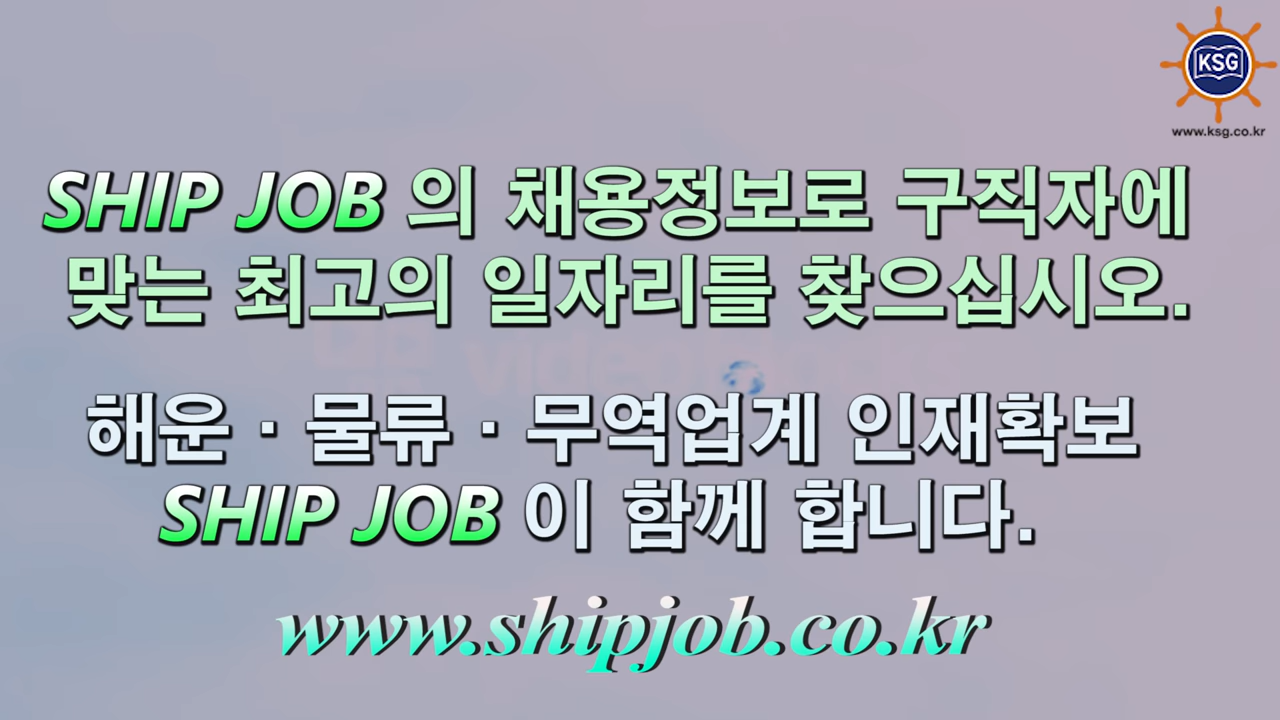 KSG
www.ksg.co.kr
SHIP JOB 의 채용정보로 구직자에
맞는 최고의 일자리를 찾으십시오.
해운 · 물류 · 무역업계 인재확보
SHIP JOB 이 함께 합니다.
www.shipjob.co.kr